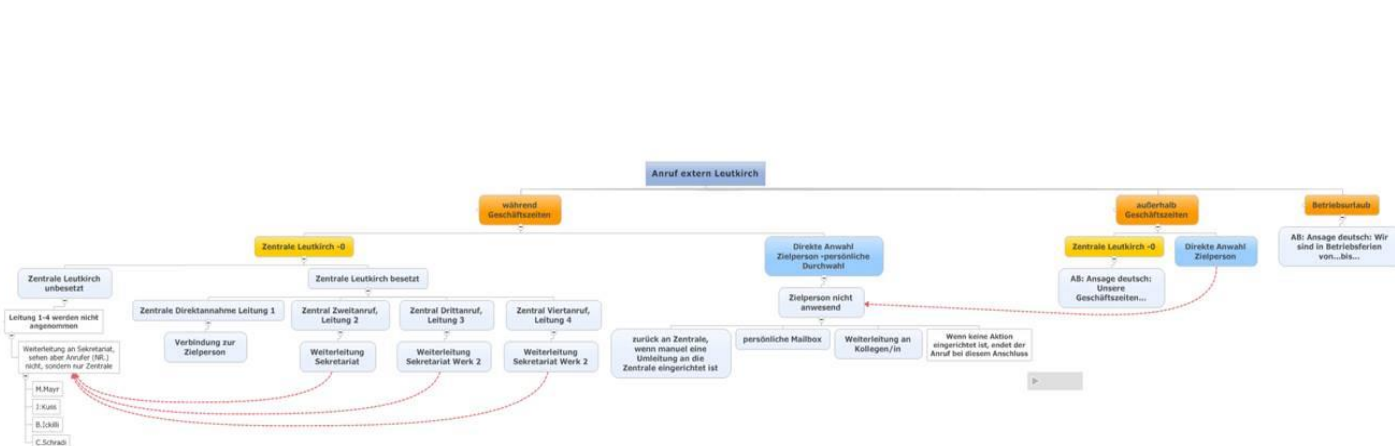 Anruf extern Leutkirch
während
Geschäftszeiten
außerhalb
Geschäftszeiten
Betriebsurlaub
Zentrale Leutkirch -0
Direkte Anwahl
Zielperson -persönliche
Durchwahl
Zentrale Leutkirch -0
Direkte Anwahl
Zielperson
AB: Ansage deutsch: Wir
sind in Betriebsferien
von...bis...
Zentrale Leutkirch
unbesetzt
Zentrale Leutkirch besetzt
AB: Ansage deutsch:
Unsere
Geschäftszeiten...
Zielperson nicht
anwesend
Leitung 1-4 werden nicht
angenommen
Zentrale Direktannahme Leitung 1
Zentral Zweitanruf,
Leitung 2
Zentral Drittanruf,
Leitung 3
Zentral Viertanruf,
Leitung 4
zurück an Zentrale,
wenn manuel eine
Umleitung an die
Zentrale eingerichtet ist
persönliche Mailbox
Weiterleitung an
Kollegen/in
Wenn keine Aktion
eingerichtet ist, endet der
Anruf bei diesem Anschluss
Weiterleitung an Sekretariat,
sehen aber Anrufer (NR.)
nicht, sondern nur Zentrale
Verbindung zur
Zielperson
Weiterleitung
Sekretariat
Weiterleitung
Sekretariat Werk 2
Weiterleitung
Sekretariat Werk 2
M.Mayr
C.Schradi